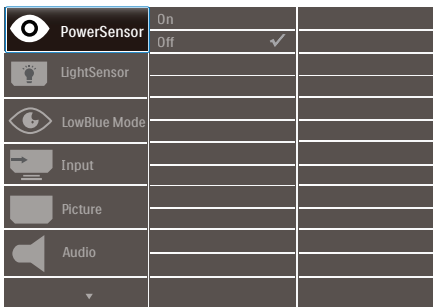 PowerSensor
On
Off
LightSensor
LowBlue Mode
Input
Picture
Audio